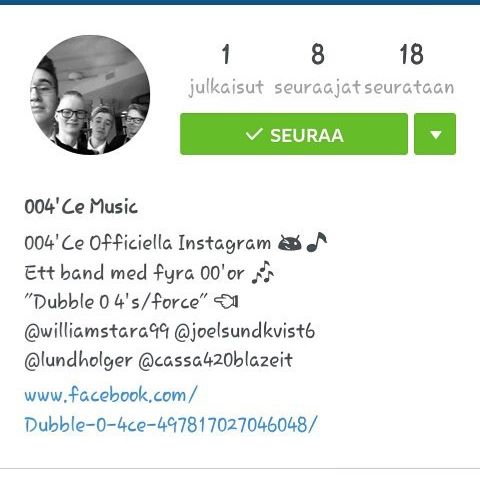 1 8 18
julkaisut seuraajat seurataan
SEURAA
004'Ce Music
004'Ce Officiella Instagram
Ett band med fyra 00'or
"Dubble 0 4's/force"
@williamstara99 @joelsundkvist6
@lundholger @cassa420blazeit
www.facebook.com/
Dubble-0-4ce-497817027046048/